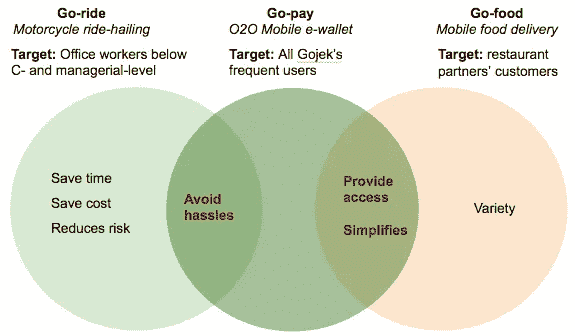 Go-ride
Motorcycle ride-hailing
Target: Office workers below
C- and managerial-level
Go-pay
O2O Mobile e-wallet
Target: All Gojek's
frequent users
Go-food
Mobile food delivery
Target: restaurant
partners' customers
Save time
Save cost
Reduces risk
Avoid
hassles
Provide
access
Simplifies
Variety